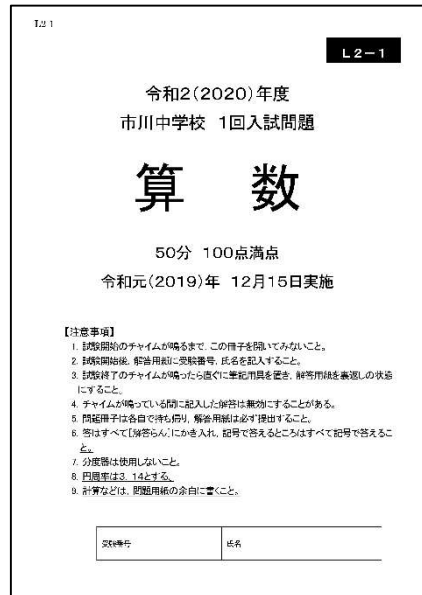 L2-1
L2-1
令和2(2020)年度
市川中学校 1回入試問題
算 数
50分 100点満点
令和元(2019)年 12月15日実施
【注意事項】
1. 試験開始のチャイムが鳴るまで、この冊子を開いてみないこと。
2. 試験開始後、解答用紙に受験番号、氏名を記入すること。
3. 試験終了のチャイムが鳴ったら直ぐに筆記用具を置き、解答用紙を裏返しの状態
にすること。
4. チャイムが鳴っている間に記入した解答は無効にすることがある。
5. 問題冊子は各自で持ち帰り、解答用紙は必ず提出すること。
6. 答はすべて[解答らん]にかき入れ、記号で答えるところはすべて記号で答えるこ
と。
7. 分度器は使用しないこと。
8. 円周率は3.14とする。
9. 計算などは、問題用紙の余白に書くこと。
受験番号 氏名